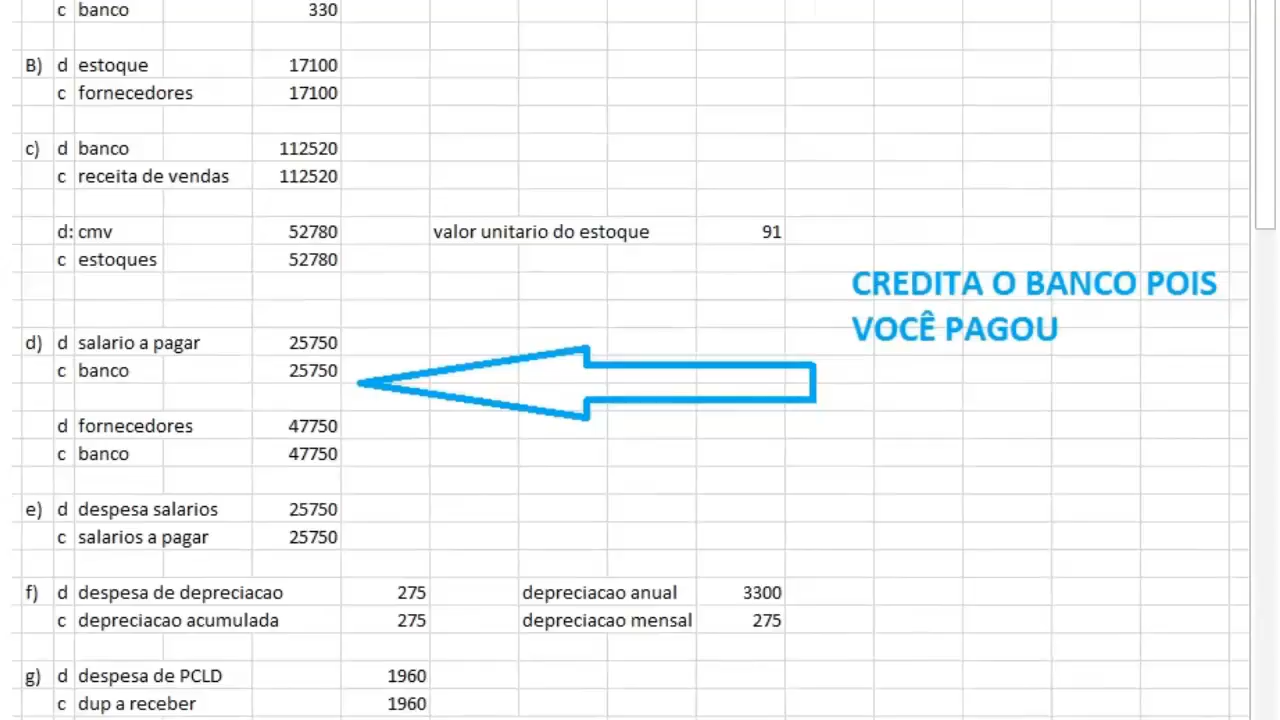 c banco 330
B) d estoque 17100
c fornecedores 17100
c) d banco 112520
c receita de vendas 112520
d: cmv 52780 valor unitario do estoque 91
c estoques 52780
CREDITA O BANCO POIS
VOCÊ PAGOU
d) d salario a pagar 25750
c banco 25750
d fornecedores 47750
c banco 47750
e) d despesa salarios 25750
c salarios a pagar 25750
f) d despesa de depreciacao 275 depreciacao anual 3300
c depreciacao acumulada 275 depreciacao mensal 275
g) d despesa de PCLD 1960
c dup a receber 1960